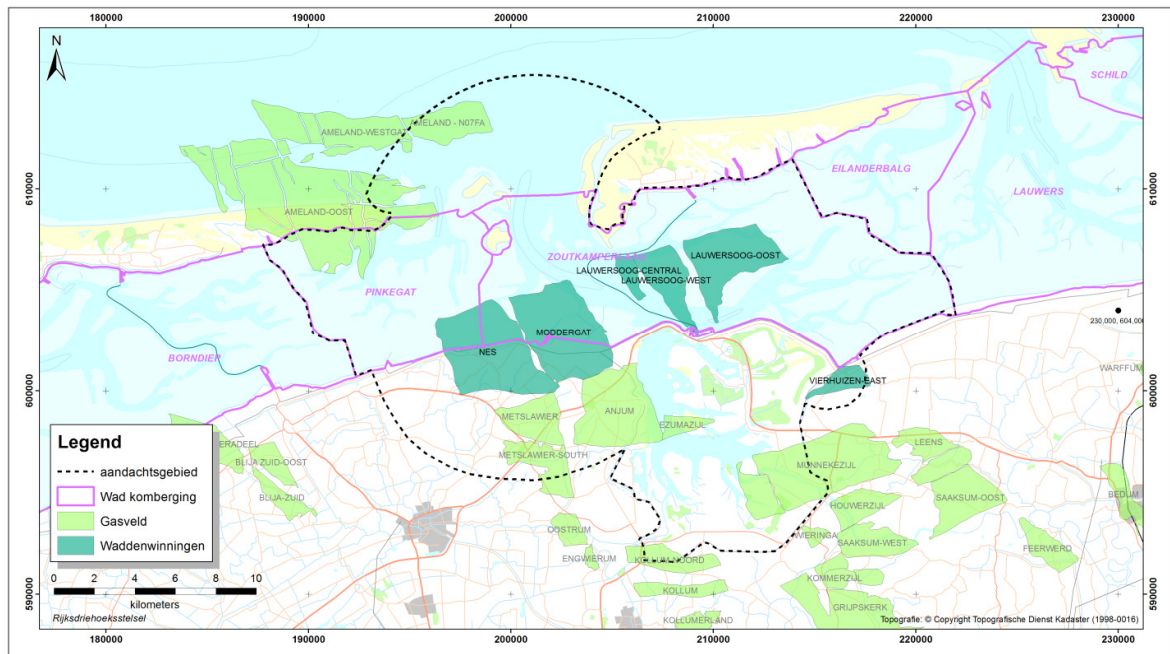 180000 190000 200000 210000 220000 230000
N
SCHILD
AMELAND-WESTGAT
AMELAND - N07FA
EILANDERBALG
LAUWERS
610000
610000
AMELAND-OOST
ZOUTKAMPERLAAG
LAUWERSOOG-OOST
LAUWERSOOG-CENTRAL
LAUWERSOOG-WEST
PINKEGAT
MODDERGAT
230,000, 604,000
NES
BORNDIEP
VIERHUIZEN-EAST
WARFFUM
600000
600000
METSLAWIER
ANJUM
EZUMAZIJL
LEENS
METSLAWIER-SOUTH
MUNNEKEZIJL
BLIJA ZUID-OOST
BLIJA-ZUID
HOUWERZIJL
SAAKSUM-OOST
BEDUM
OOSTRUM
WIERINGA
SAAKSUM-WEST
FEERWERD
ENGWIERUM
KOLLUM-NOORD
KOMMERZIJL
KOLLUM
GRIJPSKERK
KOLLUMERLAND
590000
590000
Legend
aandachtsgebied
Wad komberging
Gasveld
Waddenwinningen
0 2 4 6 8 10
kilometers
Rijksdriehoeksstelsel
Topografie: © Copyright Topografische Dienst Kadaster (1998-0016)
180000 190000 200000 210000 220000 230000